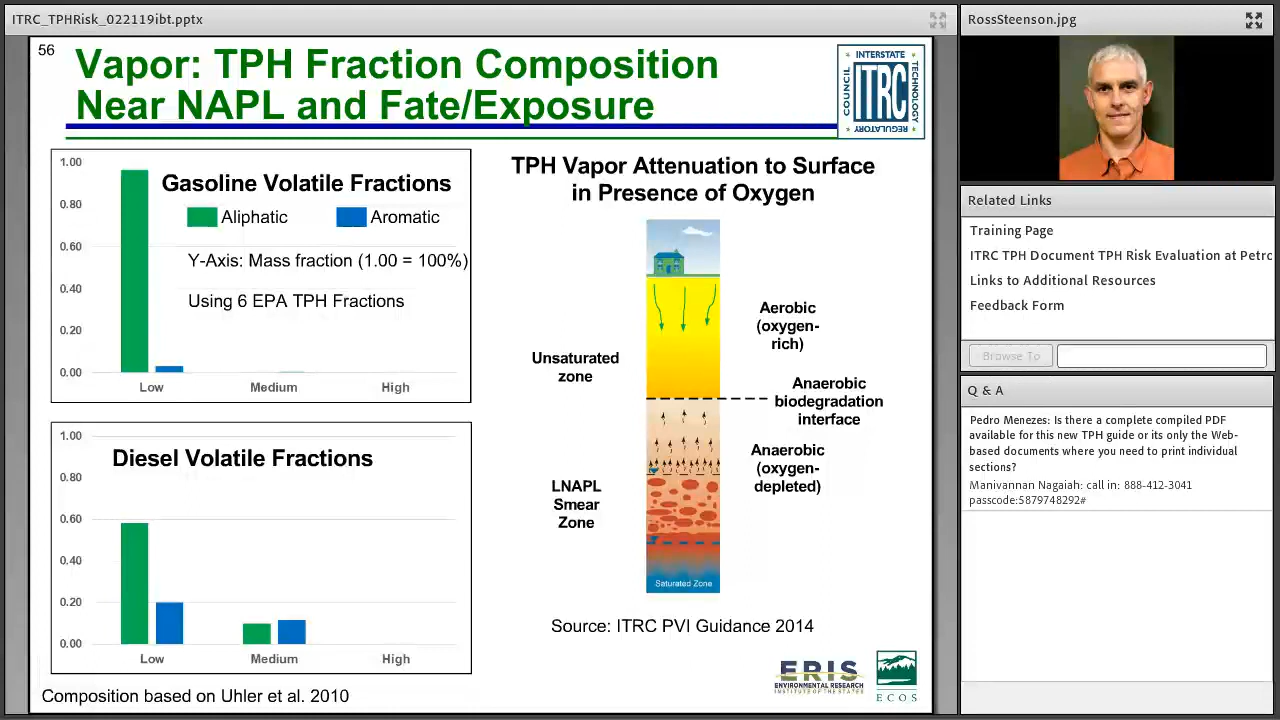 ITRC_TPHRisk_022119ibt.pptx
56
Vapor: TPH Fraction Composition
Near NAPL and Fate/Exposure
INTERSTATE
COUNCIL
ITRC
TECHNOLOGY
REGULATORY
1.00
0.80
0.60
0.40
0.20
0.00
Gasoline Volatile Fractions
Aliphatic
Aromatic
Y-Axis: Mass fraction (1.00 = 100%)
Using 6 EPA TPH Fractions
Low
Medium
High
1.00
0.80
0.60
0.40
0.20
0.00
Diesel Volatile Fractions
Low
Medium
High
Composition based on Uhler et al. 2010
TPH Vapor Attenuation to Surface
in Presence of Oxygen
Unsaturated
zone
LNAPL
Smear
Zone
Aerobic
(oxygen-
rich)
Anaerobic
biodegradation
interface
Anaerobic
(oxygen-
depleted)
Saturated Zone
Source: ITRC PVI Guidance 2014
ERIS
ENVIRONMENTAL RESEARCH
INSTITUTE OF THE STATES
ECOS
RossSteenson.jpg
Related Links
Training Page
ITRC TPH Document TPH Risk Evaluation at Petrc
Links to Additional Resources
Feedback Form
Browse To
Q & A
Pedro Menezes: Is there a complete compiled PDF
available for this new TPH guide or its only the Web-
based documents where you need to print individual
sections?
Manivannan Nagaiah: call in: 888-412-3041
passcode:5879748292#